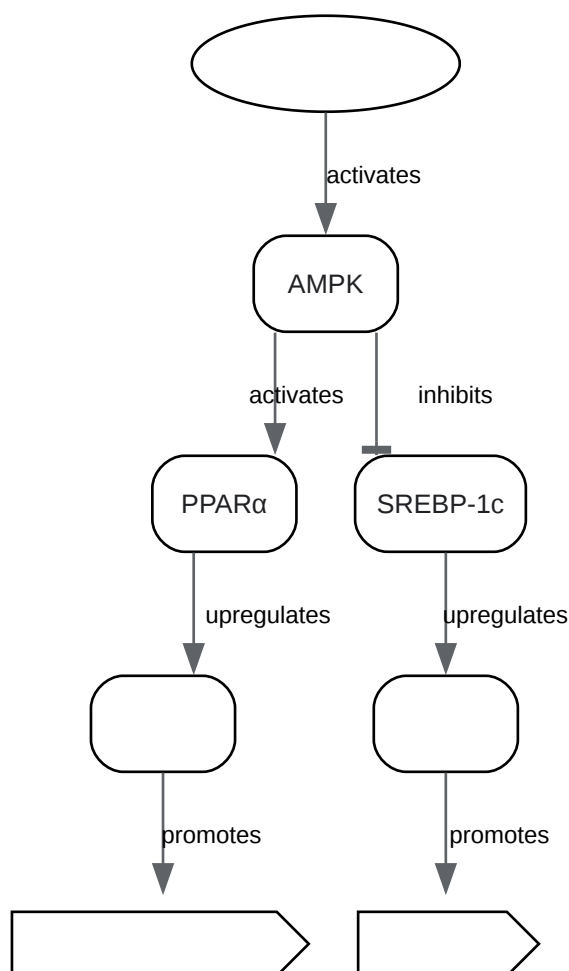 activates
AMPK
activates
inhibits
PPARα
SREBP-1c
upregulates
upregulates
promotes
promotes